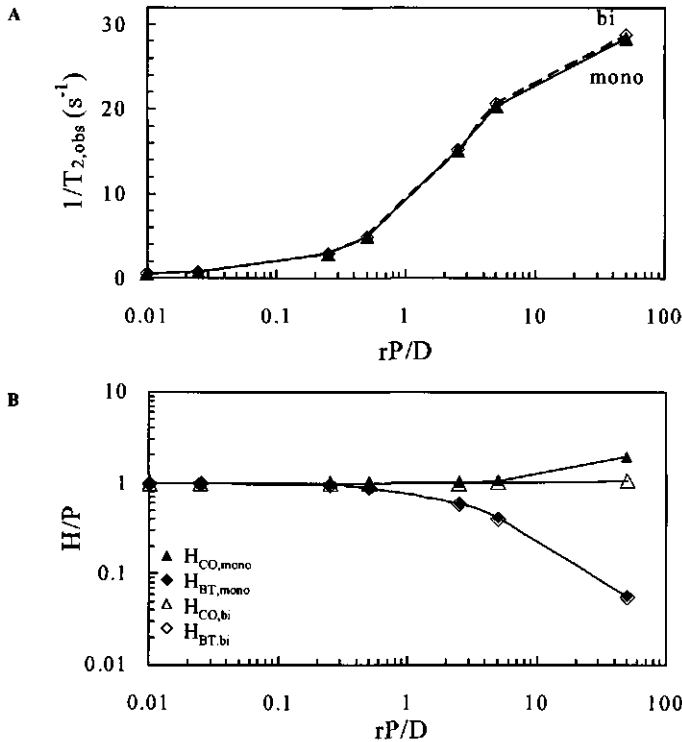 A
30
20
10
0
1/T2,obs (s-1)
bi
mono
0.01 0.1 1 10 100
rP/D
B
10
1
0.1
0.01
H/P
HCO,mono
HBT,mono
HCO,bi
HBT,bi
0.01 0.1 1 10 100
rP/D